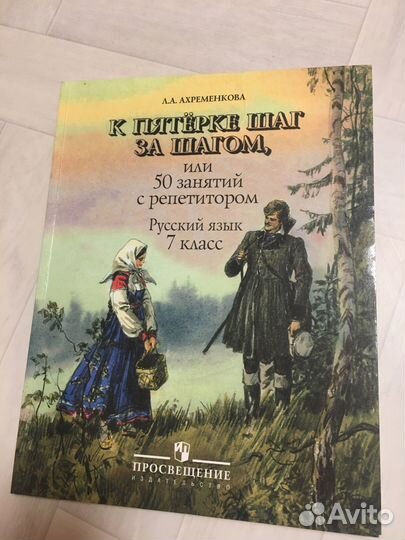 Л.А. АХРЕМЕНКОВА
К ПЯТЁРКЕ ШАГ
ЗА ШАГОМ,
или
50 занятий
с репетитором
Русский язык
7 класс
ПРОСВЕЩЕНИЕ
ИЗДАТЕЛЬСТВО
Avito